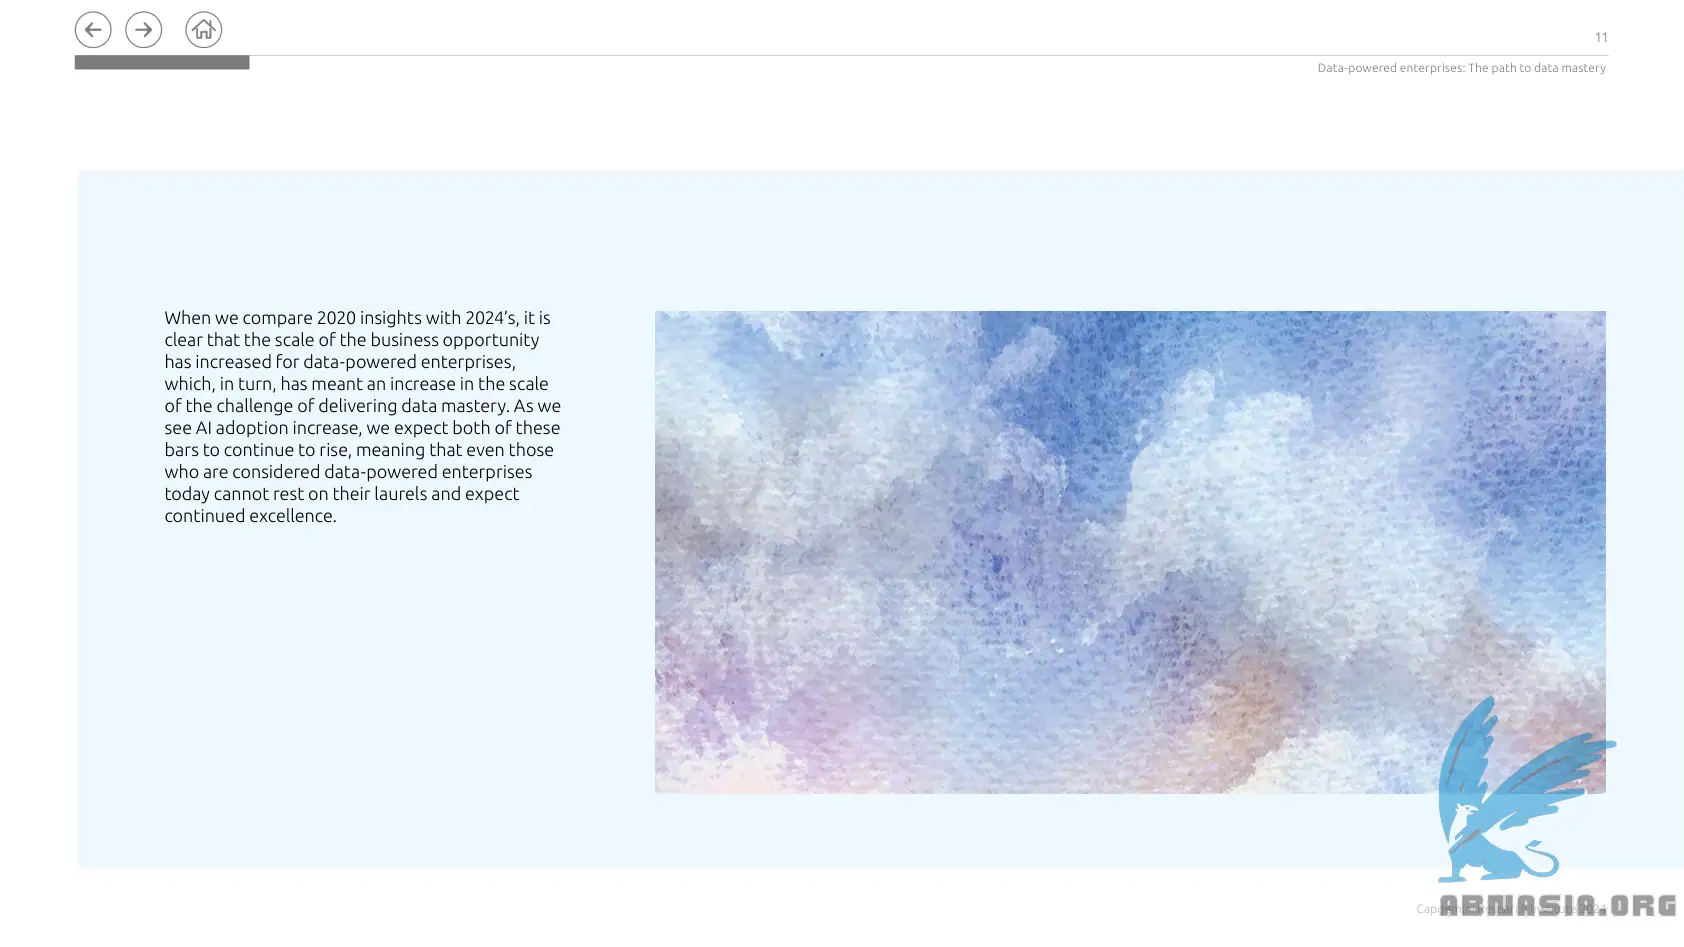 11
Data-powered enterprises: The path to data mastery
When we compare 2020 insights with 2024's, it is
clear that the scale of the business opportunity
has increased for data-powered enterprises,
which, in turn, has meant an increase in the scale
of the challenge of delivering data mastery. As we
see AI adoption increase, we expect both of these
bars to continue to rise, meaning that even those
who are considered data-powered enterprises
today cannot rest on their laurels and expect
continued excellence.
ABNASIA.ORG